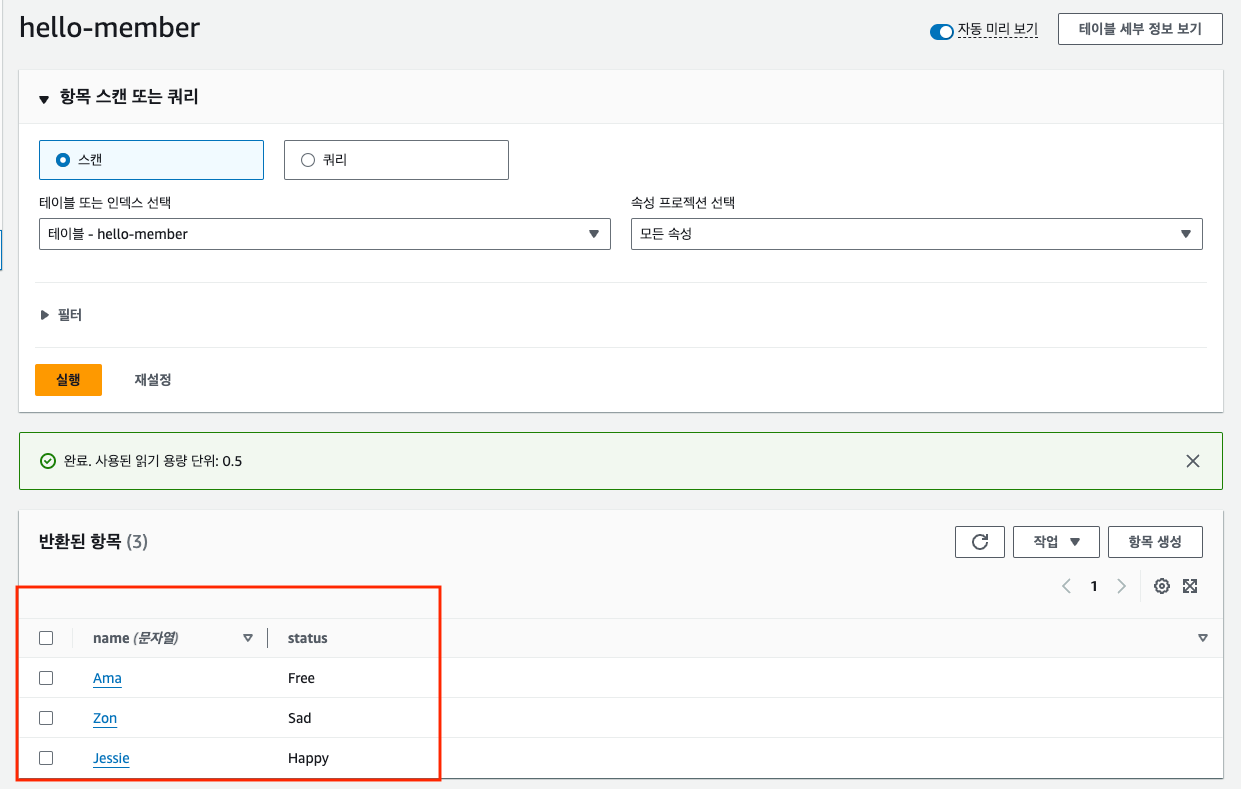 hello-member
자동 미리 보기
테이블 세부 정보 보기
항목 스캔 또는 쿼리
스캔 쿼리
테이블 또는 인덱스 선택
테이블 - hello-member
속성 프로젝션 선택
모든 속성
필터
실행 재설정
완료. 사용된 읽기 용량 단위: 0.5
반환된 항목 (3)
작업
항목 생성
1
name (문자열) status
Ama Free
Zon Sad
Jessie Happy